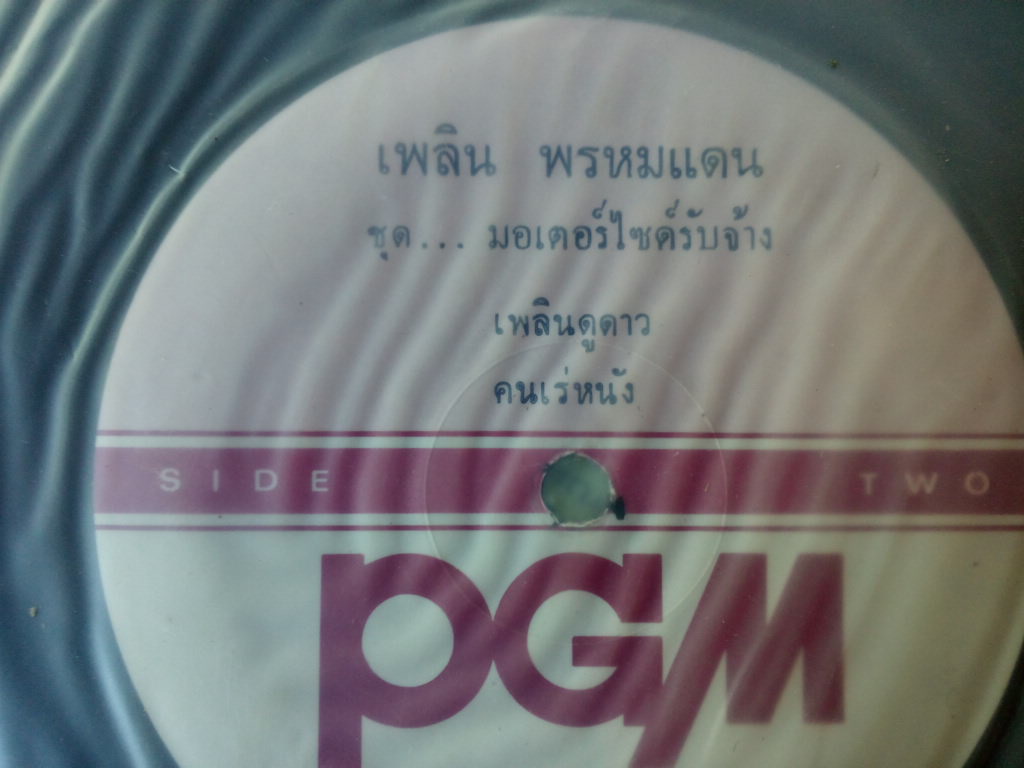 เพลิน พรหมแดน
ชุด... มอเตอร์ไซด์รับจ้าง
เพลินดูดาว
คนเร่หนัง
SIDE TWO
PGM